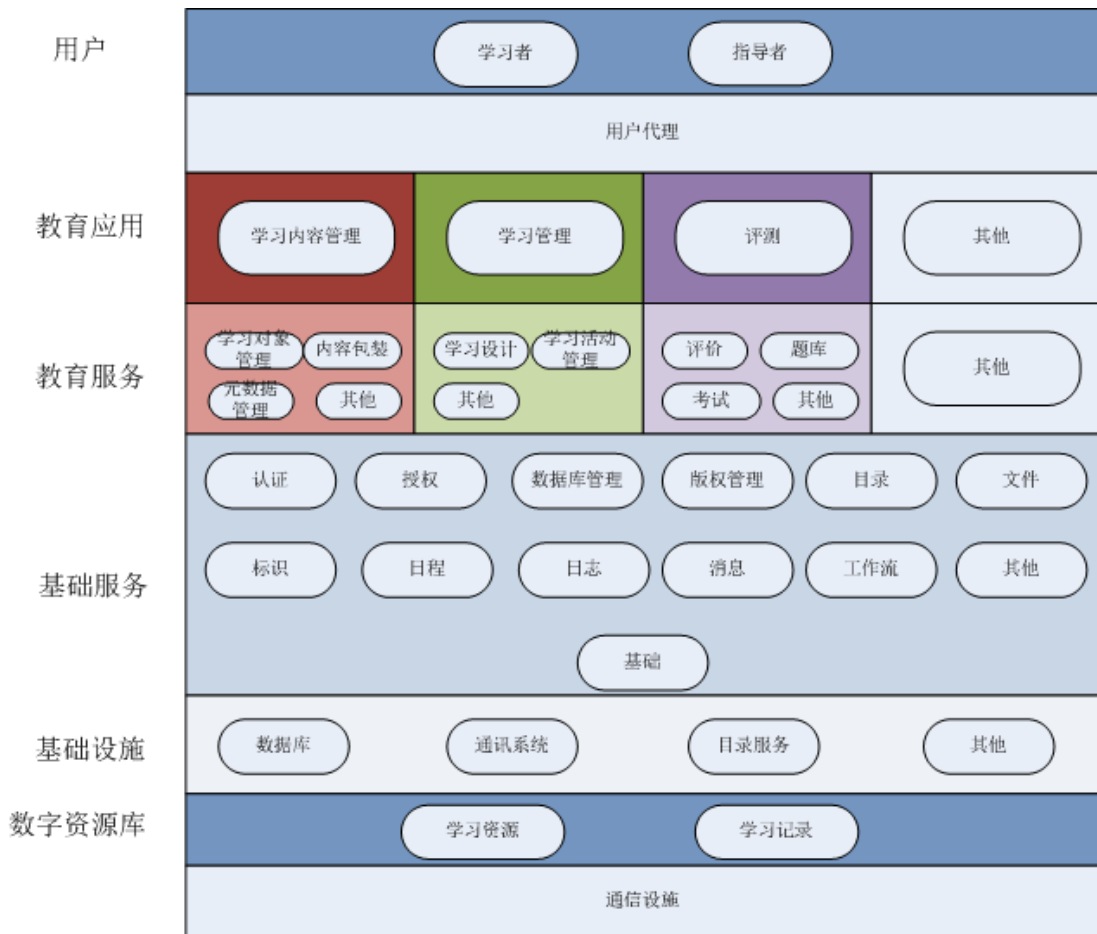 用户
学习者
指导者
用户代理
教育应用
学习内容管理
学习管理
评测
其他
教育服务
学习对象
管理
内容包装
元数据
管理
其他
学习设计
学习活动
管理
其他
评价
题库
考试
其他
其他
基础服务
认证
授权
数据库管理
版权管理
目录
文件
标识
日程
日志
消息
工作流
其他
基础
基础设施
数据库
通讯系统
目录服务
其他
数字资源库
学习资源
学习记录
通信设施